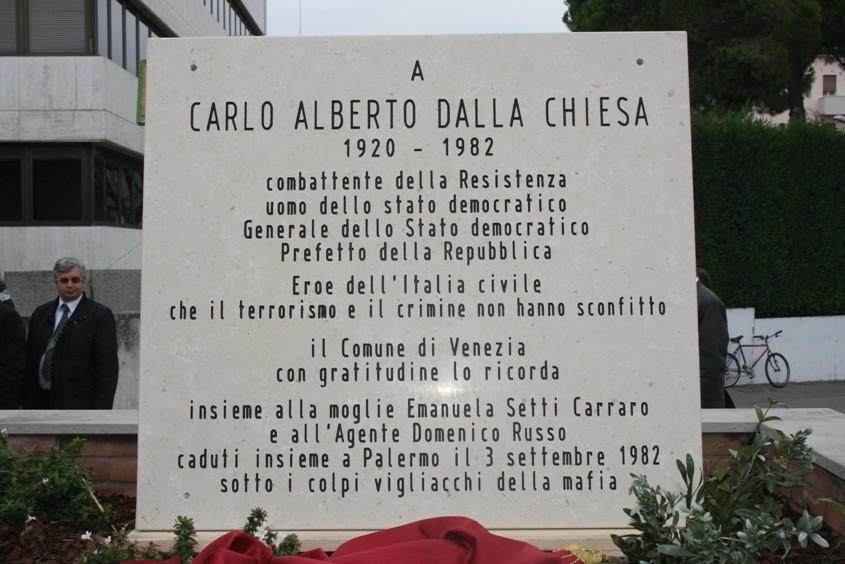 A
CARLO ALBERTO DALLA CHIESA
1920 - 1982
combattente della Resistenza
uomo dello stato democratico
Generale dello Stato democratico
Prefetto della Repubblica
Eroe dell'Italia civile
che il terrorismo e il crimine non hanno sconfitto
il Comune di Venezia
con gratitudine lo ricorda
insieme alla moglie Emanuela Setti Carraro
e all'Agente Domenico Russo
caduti insieme a Palermo il 3 settembre 1982
sotto i colpi vigliacchi della mafia